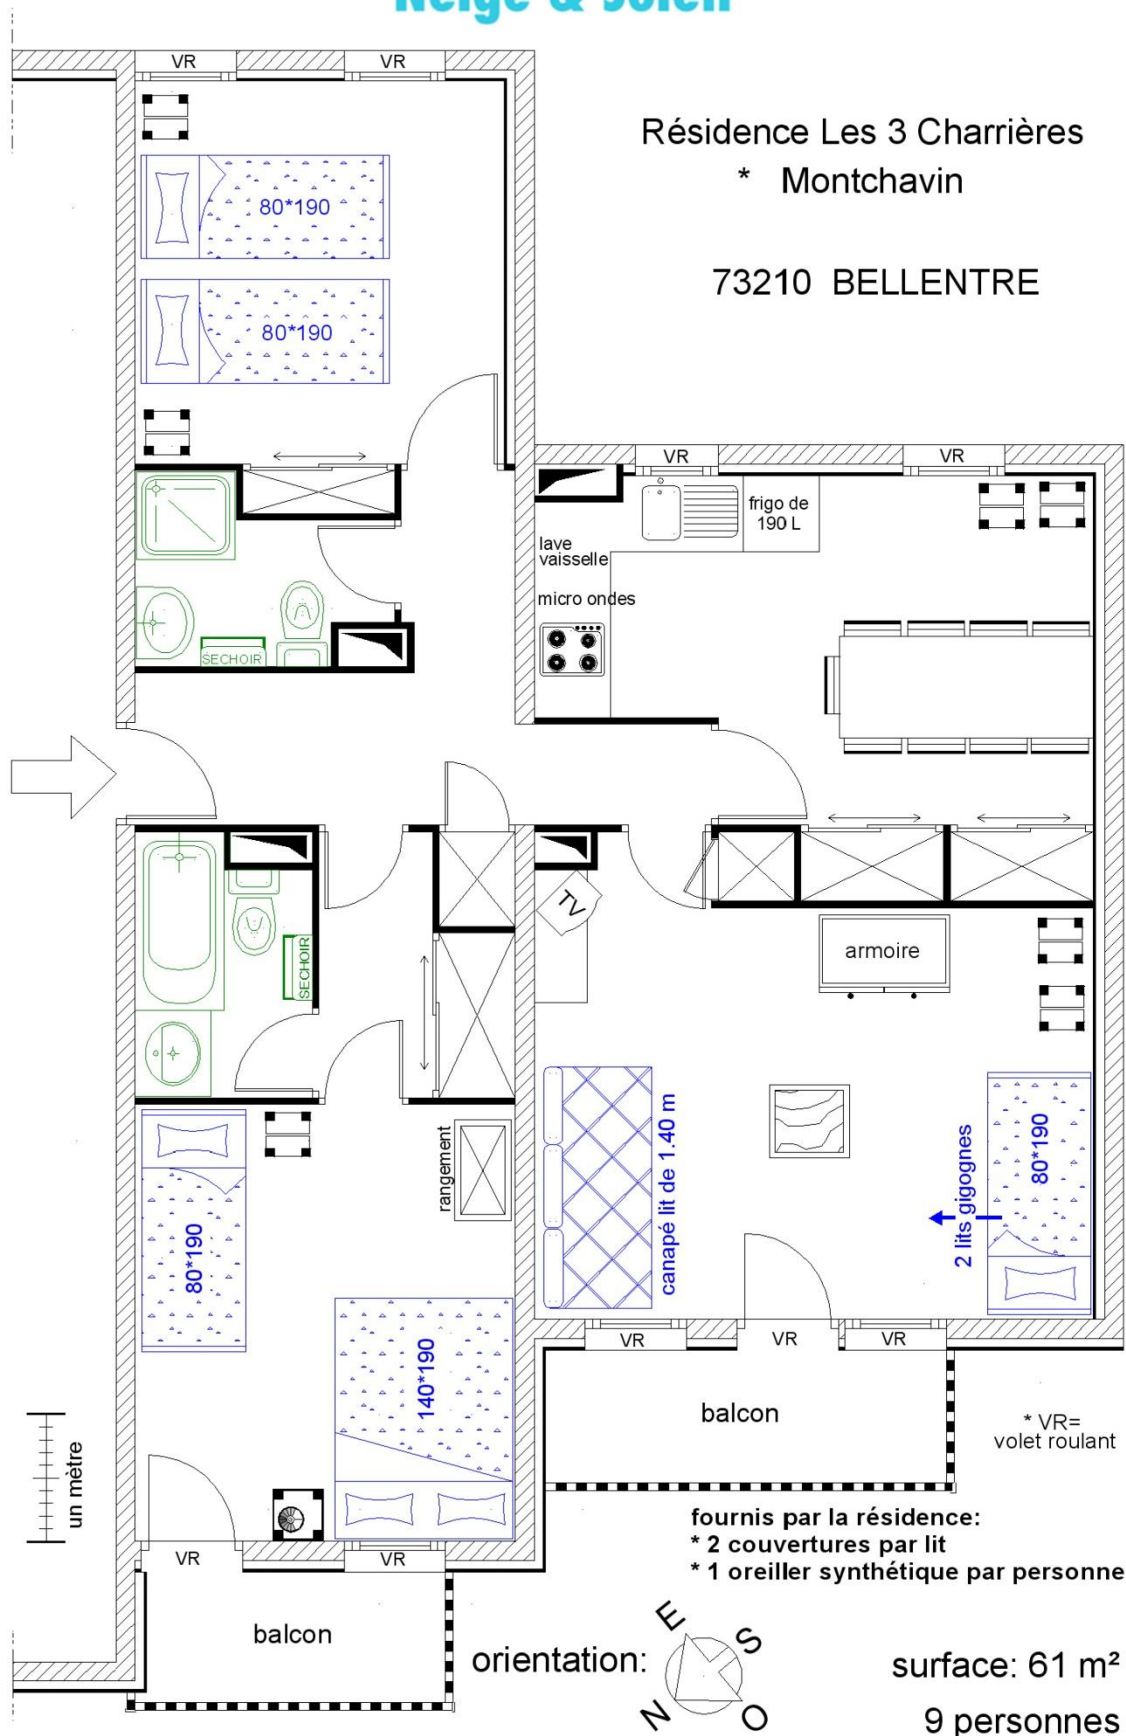 Neige & Soleil
VR
VR
Résidence Les 3 Charrières
* Montchavin
73210 BELLENTRE
80*190
80*190
VR
VR
frigo de
190 L
lave
vaisselle
micro ondes
SECHOIR
TV
armoire
SECHOIR
rangement
canapé lit de 1.40 m
2 lits gigognes
80*190
80*190
140*190
VR
VR
VR
balcon
* VR=
volet roulant
un mètre
VR
VR
fournis par la résidence:
* 2 couvertures par lit
* 1 oreiller synthétique par personne
balcon
orientation:
E
S
N
O
surface: 61 m²
9 personnes